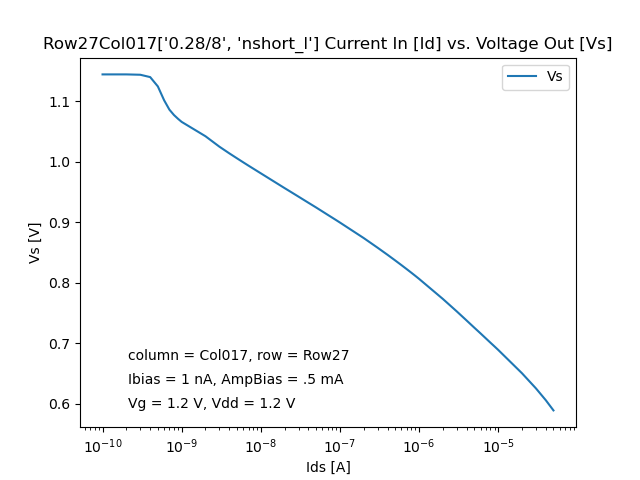 Row27Col017['0.28/8', 'nshort_l'] Current In [Id] vs. Voltage Out [Vs]
Vs
1.1
1.0
0.9
0.8
0.7
0.6
Vs [V]
column = Col017, row = Row27
Ibias = 1 nA, AmpBias = .5 mA
Vg = 1.2 V, Vdd = 1.2 V
10⁻¹⁰ 10⁻⁹ 10⁻⁸ 10⁻⁷ 10⁻⁶ 10⁻⁵
Ids [A]